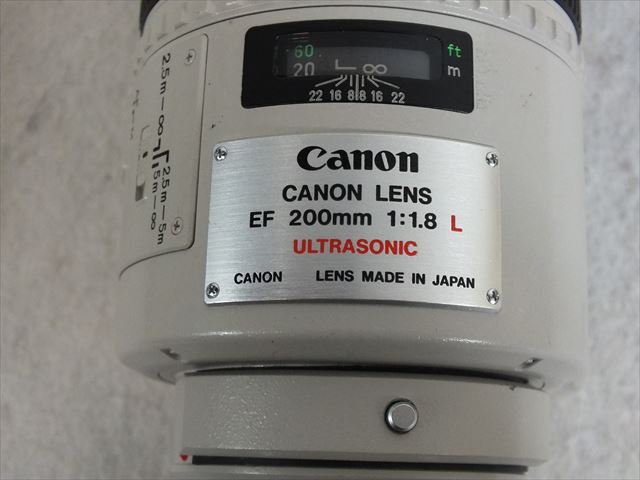 60 ft
20 ∞ m
22 16 8 8 16 22
2.5m—∞
2.5m—5m
5m—∞
Canon
CANON LENS
EF 200mm 1:1.8 L
ULTRASONIC
CANON LENS MADE IN JAPAN